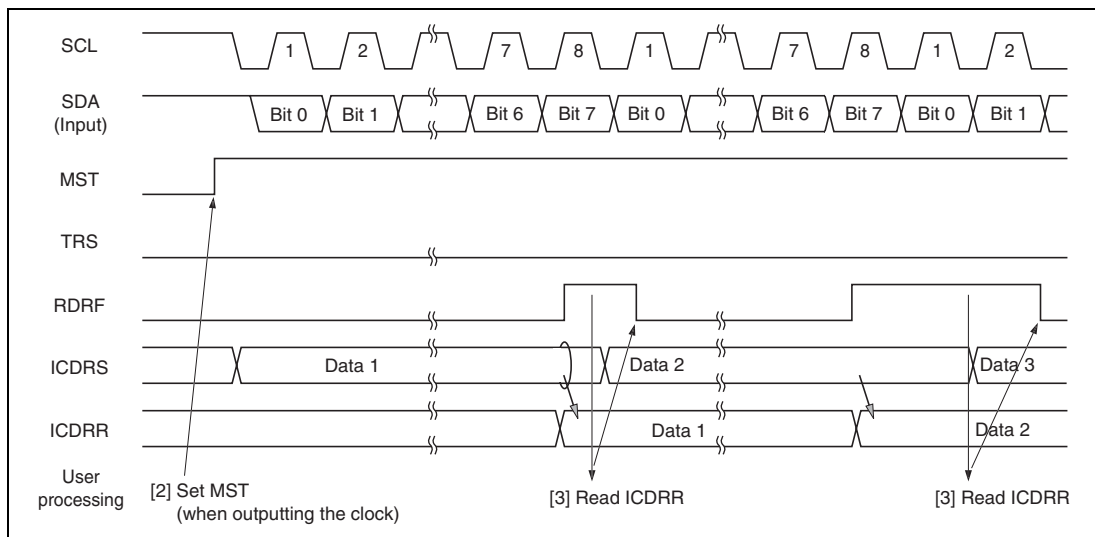 SCL 1 2 7 8 1 7 8 1 2
SDA
(Input) Bit 0 Bit 1 Bit 6 Bit 7 Bit 0 Bit 6 Bit 7 Bit 0 Bit 1
MST
TRS
RDRF
ICDRS Data 1 Data 2 Data 3
ICDRR Data 1 Data 2
User
processing
[2] Set MST
(when outputting the clock)
[3] Read ICDRR
[3] Read ICDRR